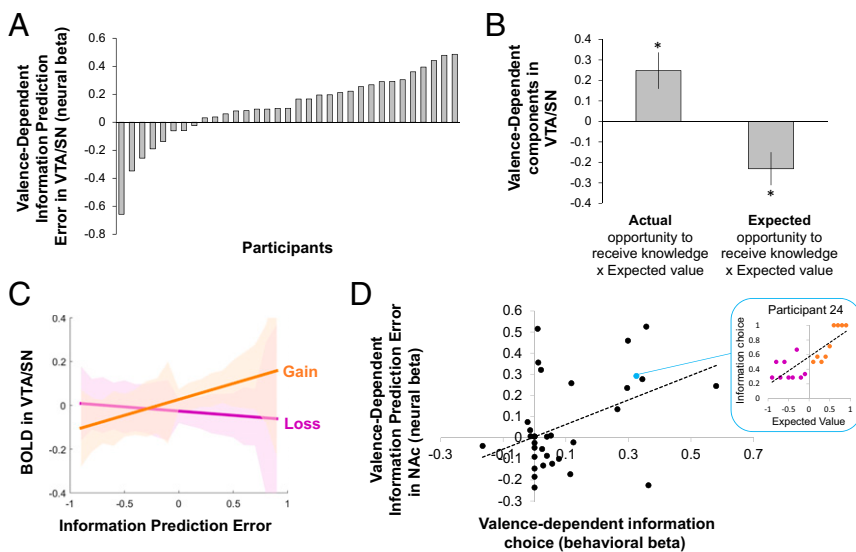 A
Valence-Dependent
Information Prediction
Error in VTA/SN (neural beta)
0.6
0.4
0.2
0.0
-0.2
-0.4
-0.6
-0.8
Participants
B
Valence-Dependent
components in
VTA/SN
0.4
0.3
0.2
0.1
0
-0.1
-0.2
-0.3
-0.4
*
*
Actual
opportunity to
receive knowledge
x Expected value
Expected
opportunity to
receive knowledge
x Expected value
C
BOLD in VTA/SN
0.4
0.2
0
-0.2
-0.4
-1
-0.5
0
0.5
1
Gain
Loss
Information Prediction Error
D
Valence-Dependent
Information Prediction Error
in NAc (neural beta)
0.6
0.5
0.4
0.3
0.2
0.1
0
-0.1
-0.2
-0.3
-0.3
-0.1
0.1
0.3
0.5
0.7
Valence-dependent information
choice (behavioral beta)
Participant 24
Information choice
1
0.8
0.6
0.4
0.2
0
-1
-0.5
0
0.5
1
Expected Value